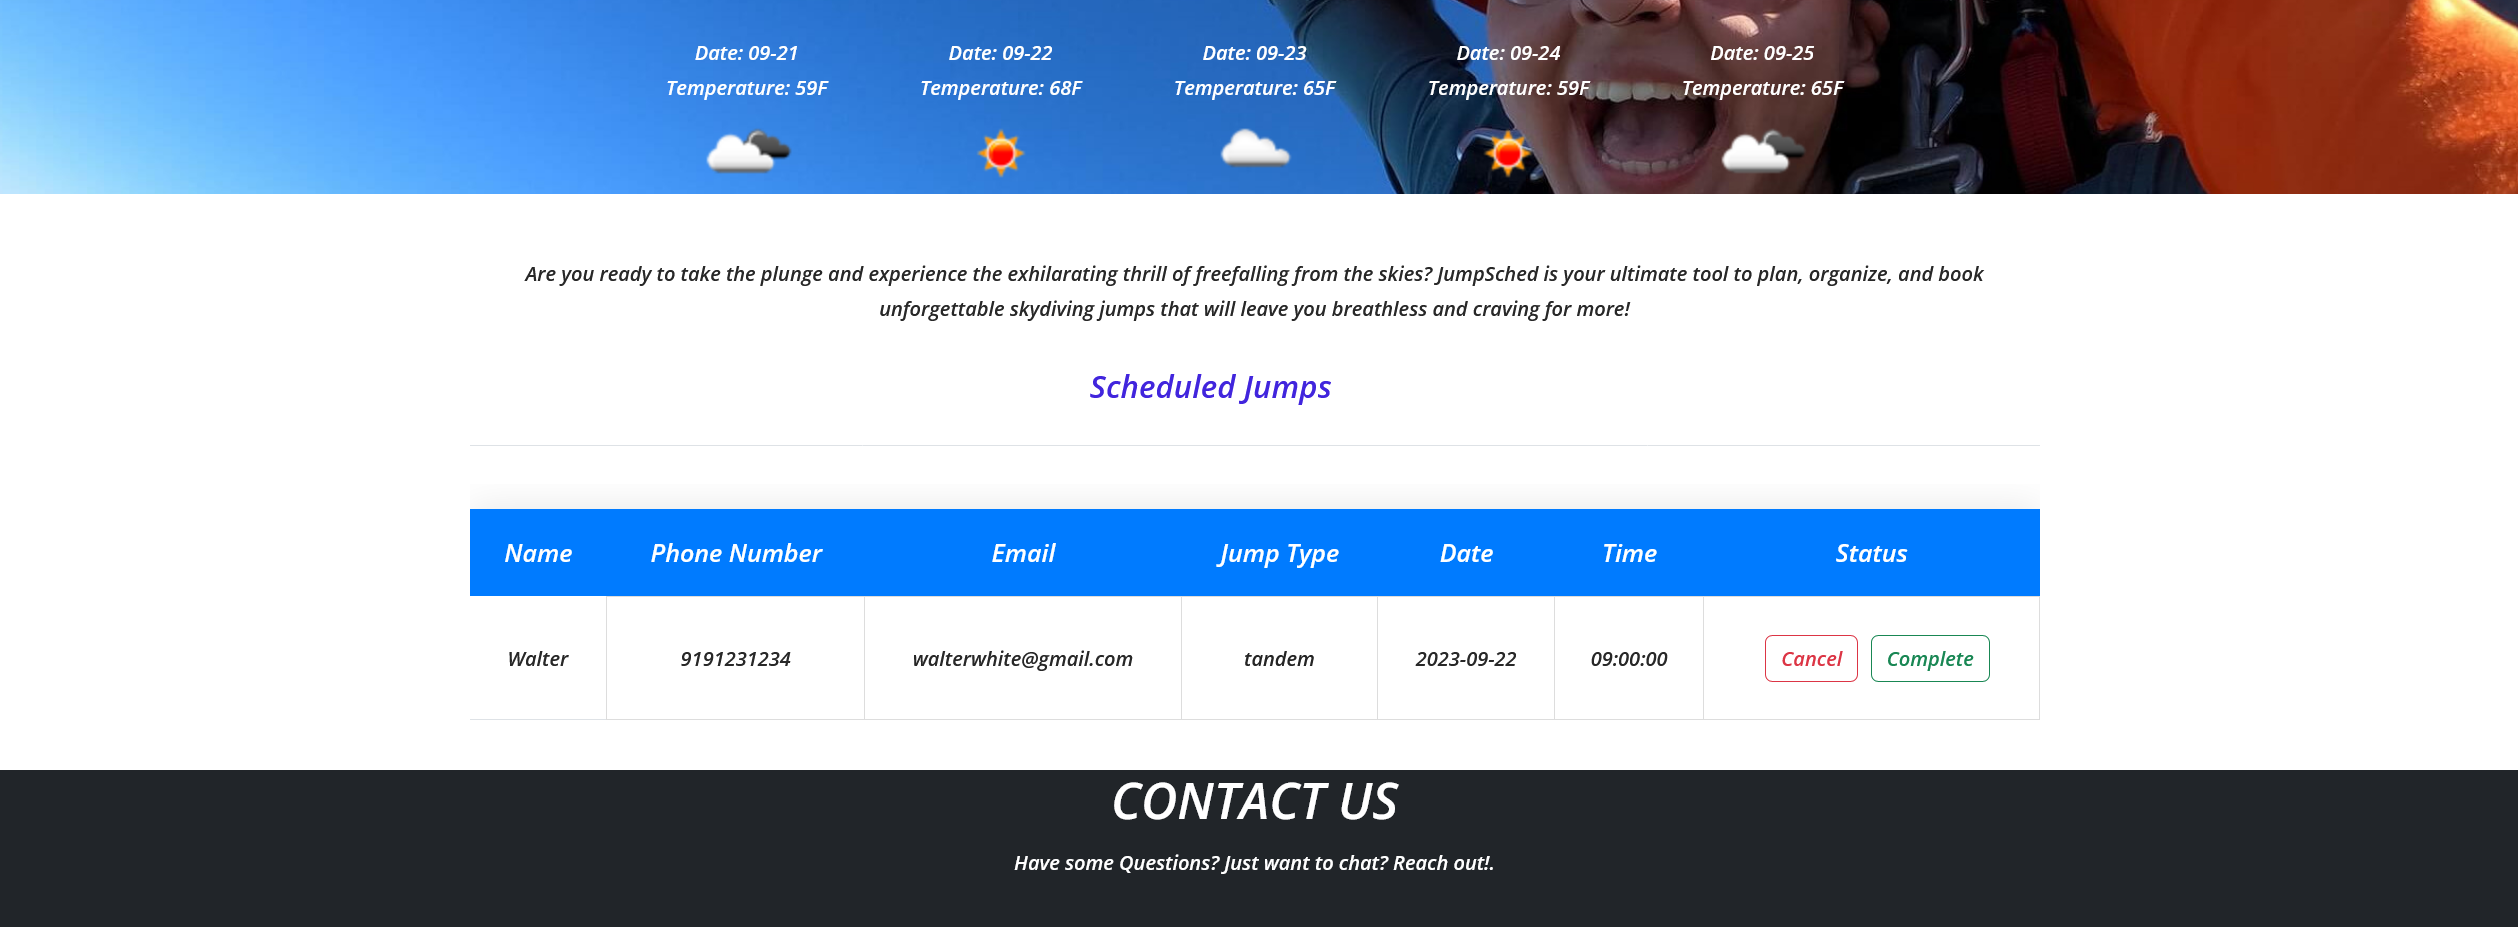 Date: 09-21 Date: 09-22 Date: 09-23 Date: 09-24 Date: 09-25
Temperature: 59F Temperature: 68F Temperature: 65F Temperature: 59F Temperature: 65F
Are you ready to take the plunge and experience the exhilarating thrill of freefalling from the skies? JumpSched is your ultimate tool to plan, organize, and book
unforgettable skydiving jumps that will leave you breathless and craving for more!
Scheduled Jumps
Name Phone Number Email Jump Type Date Time Status
Walter 9191231234 walterwhite@gmail.com tandem 2023-09-22 09:00:00 Cancel Complete
CONTACT US
Have some Questions? Just want to chat? Reach out!.